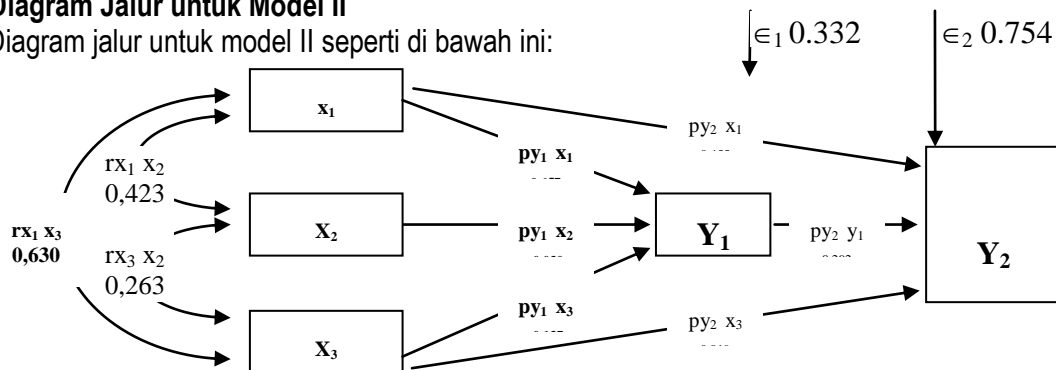 Diagram Jalur untuk Model II
Diagram jalur untuk model II seperti di bawah ini:
∈₁ 0.332
∈₂ 0.754
x₁
py₂ x₁
py₁ x₁
rx₁ x₂
0,423
rx₁ x₃
0,630
X₂
py₁ x₂
Y₁
py₂ y₁
Y₂
rx₃ x₂
0,263
py₁ x₃
py₂ x₃
X₃